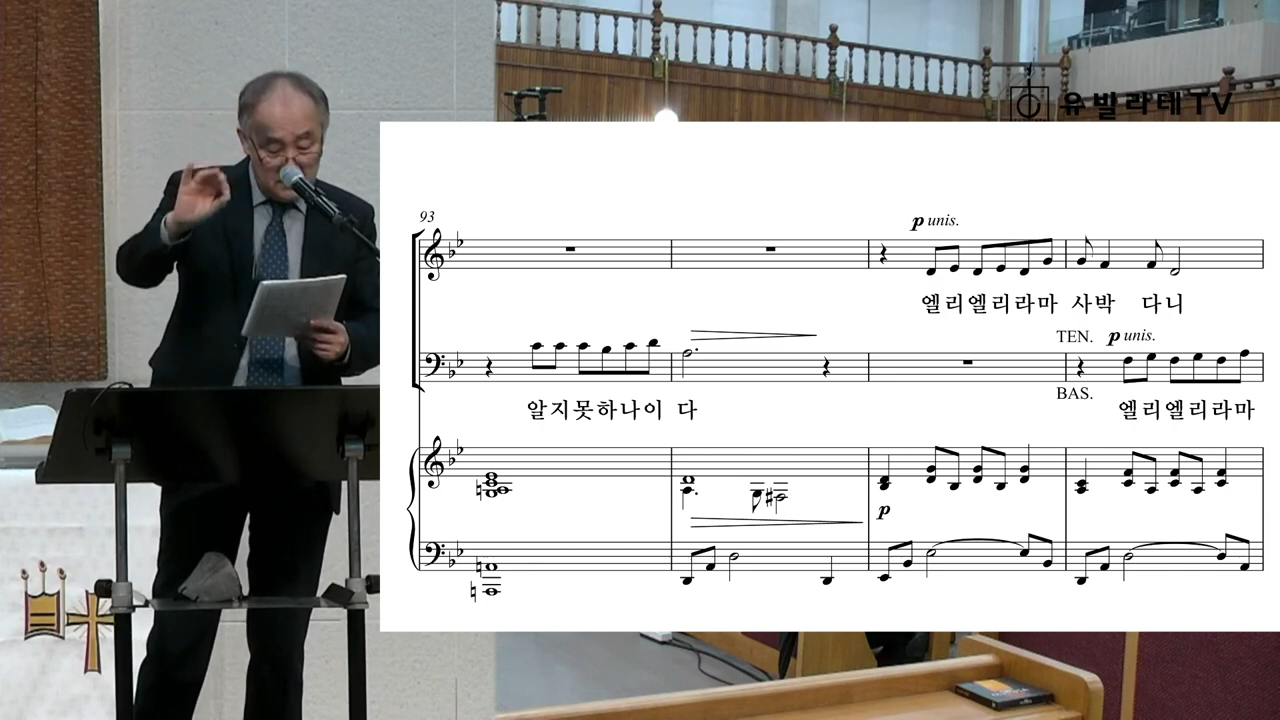 유빌라테TV
93
p unis.
엘리엘리라마 사박 다니
TEN. p unis.
알지못하나이 다
BAS.
엘리엘리라마
p